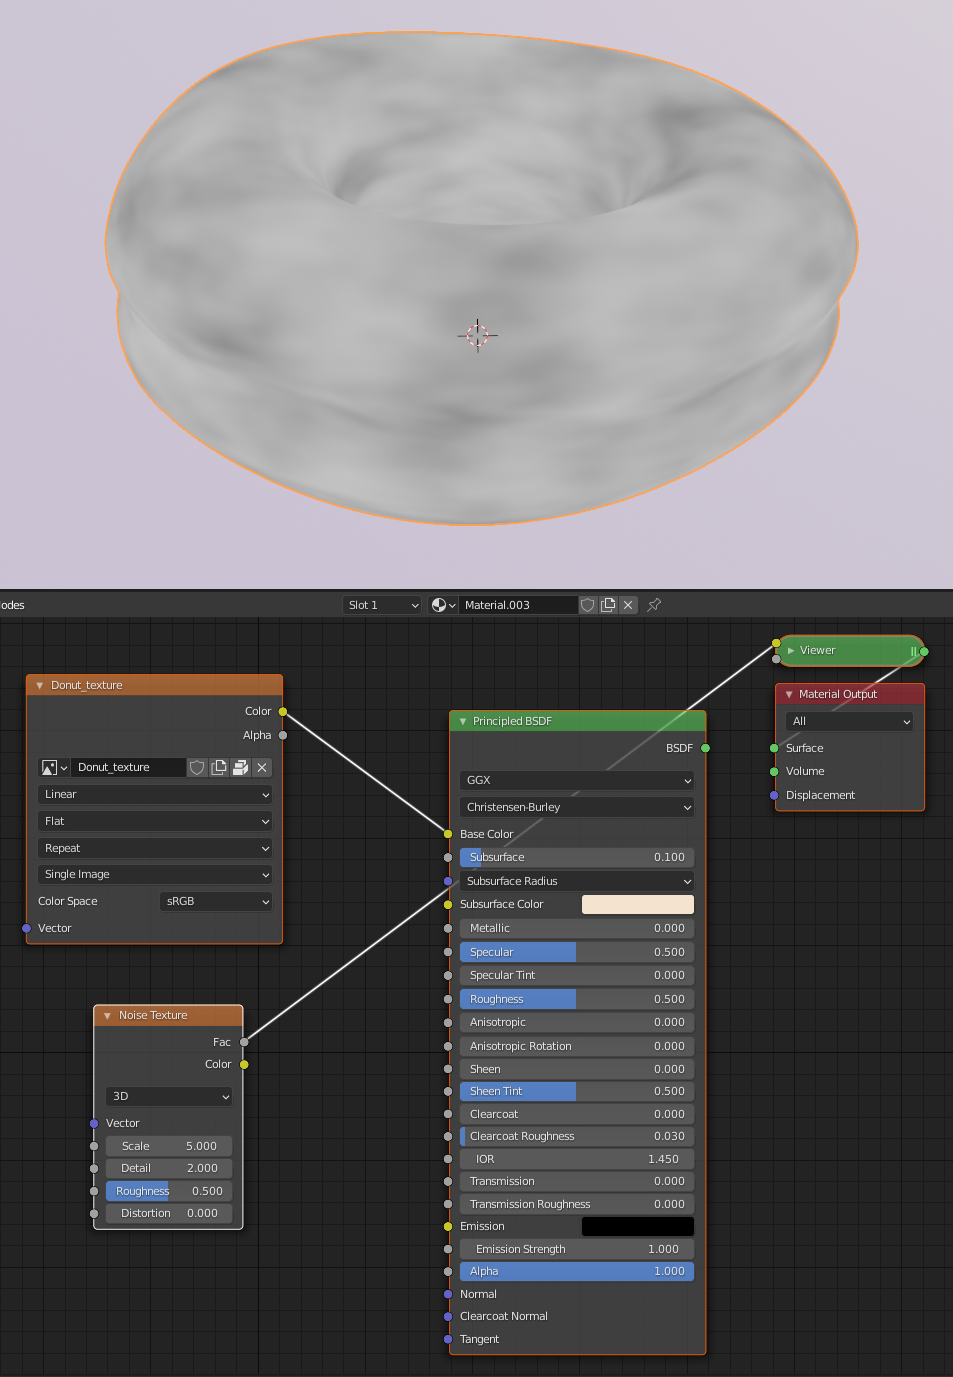 odes
Slot 1
Material.003
Viewer
Donut_texture
Color
Alpha
Donut_texture
Linear
Flat
Repeat
Single Image
Color Space sRGB
Vector
Noise Texture
Fac
Color
3D
Vector
Scale 5.000
Detail 2.000
Roughness 0.500
Distortion 0.000
Principled BSDF
BSDF
GGX
Christensen-Burley
Base Color
Subsurface 0.100
Subsurface Radius
Subsurface Color
Metallic 0.000
Specular 0.500
Specular Tint 0.000
Roughness 0.500
Anisotropic 0.000
Anisotropic Rotation 0.000
Sheen 0.000
Sheen Tint 0.500
Clearcoat 0.000
Clearcoat Roughness 0.030
IOR 1.450
Transmission 0.000
Transmission Roughness 0.000
Emission
Emission Strength 1.000
Alpha 1.000
Normal
Clearcoat Normal
Tangent
Material Output
All
Surface
Volume
Displacement